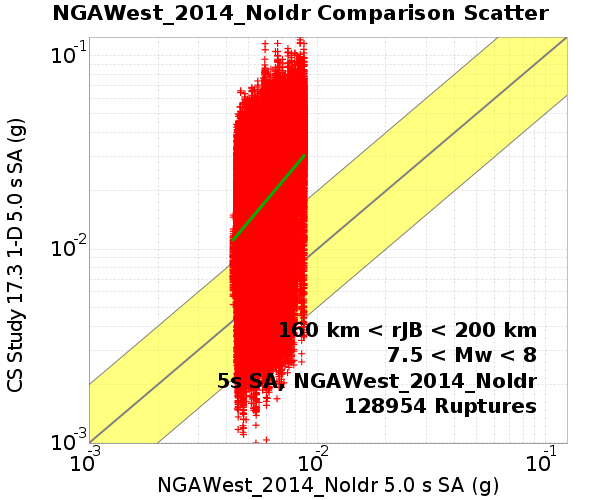 NGAWest_2014_NoIdr Comparison Scatter
CS Study 17.3 1-D 5.0 s SA (g)
10-1
10-2
10-3
160 km < rJB < 200 km
7.5 < Mw < 8
5s SA, NGAWest_2014_NoIdr
128954 Ruptures
10-3 10-2 10-1
NGAWest_2014_NoIdr 5.0 s SA (g)